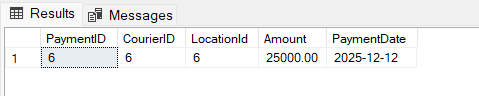 Results Messages
PaymentID CourierID LocationId Amount PaymentDate
1 6 6 6 25000.00 2025-12-12